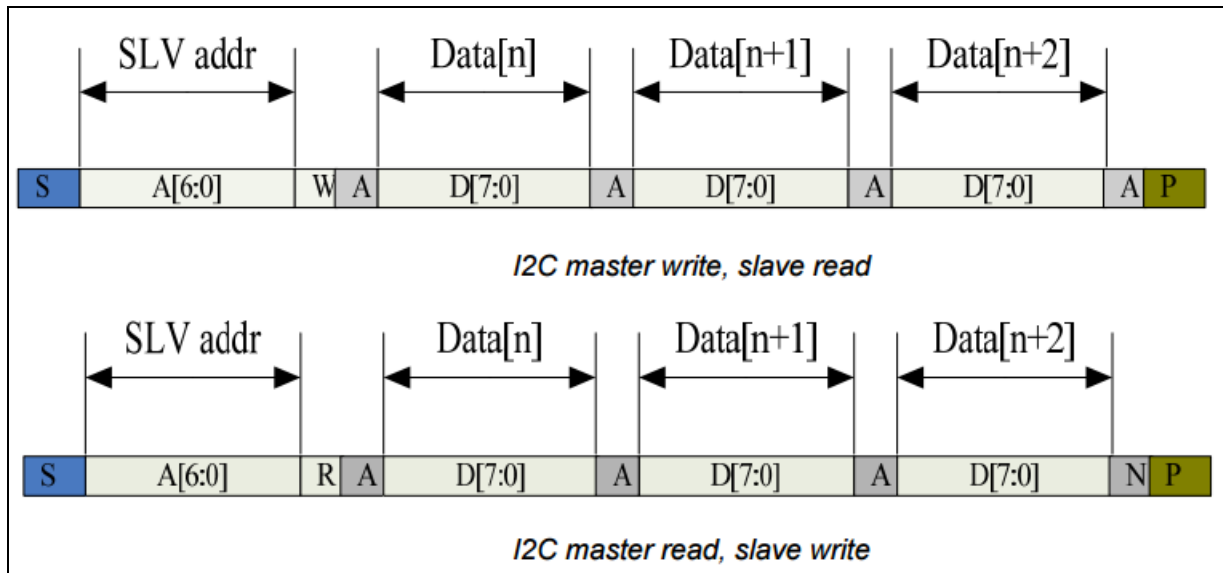 SLV addr Data[n] Data[n+1] Data[n+2]
S A[6:0] W A D[7:0] A D[7:0] A D[7:0] A P
I2C master write, slave read
SLV addr Data[n] Data[n+1] Data[n+2]
S A[6:0] R A D[7:0] A D[7:0] A D[7:0] N P
I2C master read, slave write